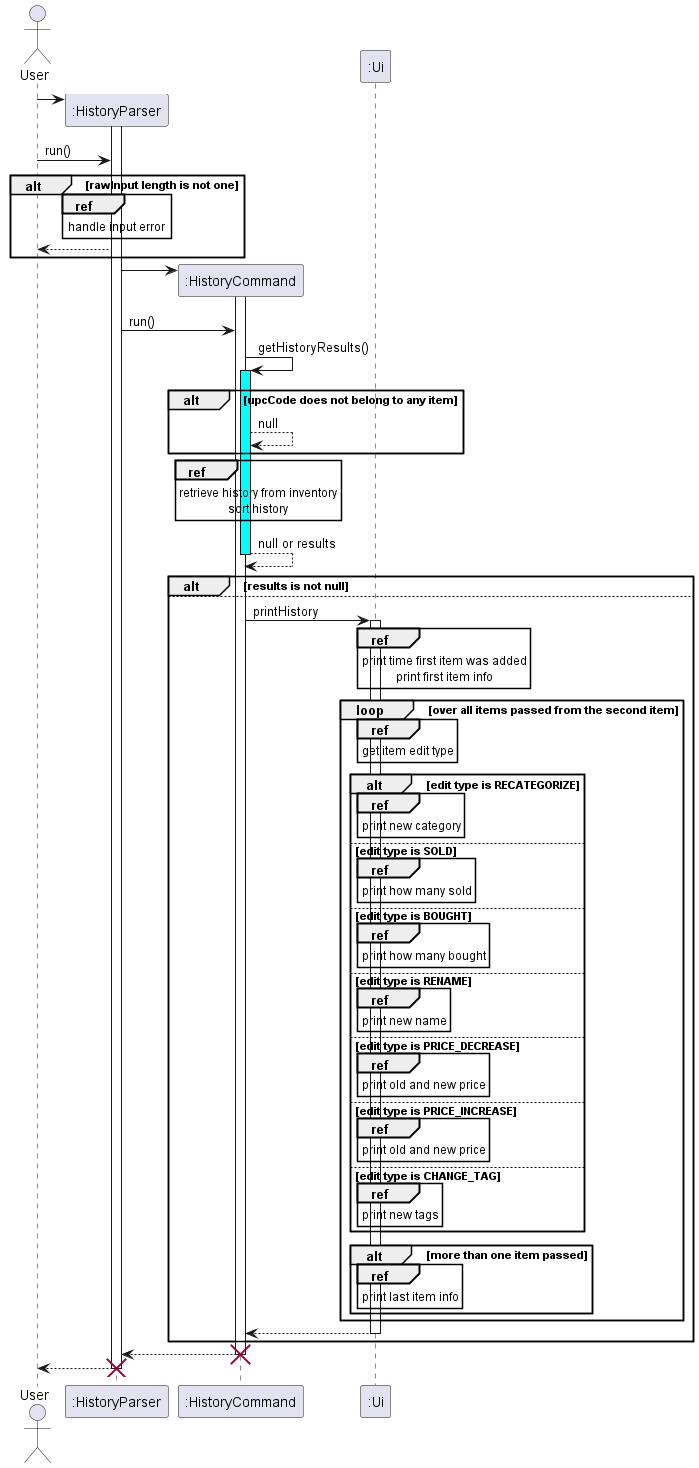 User
:Ui
:HistoryParser
run()
alt
[rawInput length is not one]
ref
handle input error
:HistoryCommand
run()
getHistoryResults()
alt
[upcCode does not belong to any item]
null
ref
retrieve history from inventory
sort history
null or results
alt
[results is not null]
printHistory
ref
print time first item was added
print first item info
loop
[over all items passed from the second item]
ref
get item edit type
alt
[edit type is RECATEGORIZE]
ref
print new category
[edit type is SOLD]
ref
print how many sold
[edit type is BOUGHT]
ref
print how many bought
[edit type is RENAME]
ref
print new name
[edit type is PRICE_DECREASE]
ref
print old and new price
[edit type is PRICE_INCREASE]
ref
print old and new price
[edit type is CHANGE_TAG]
ref
print new tags
alt
[more than one item passed]
ref
print last item info
User
:HistoryParser
:HistoryCommand
:Ui